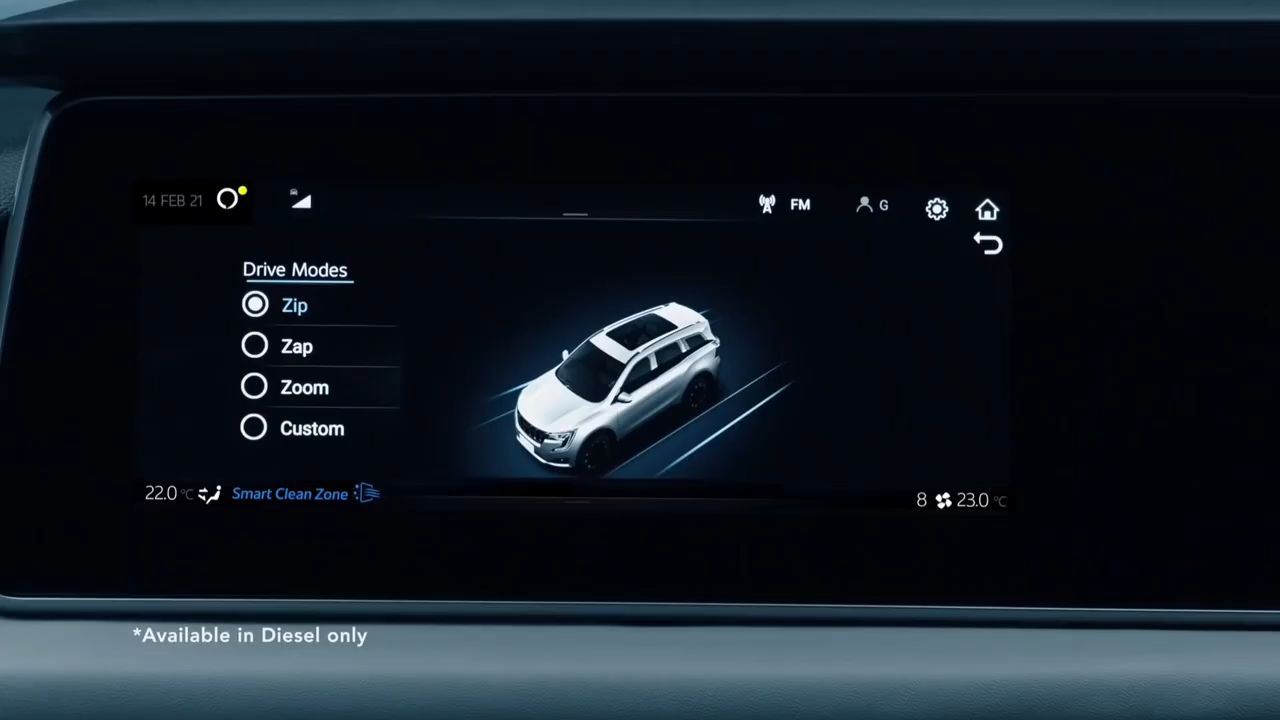 14 FEB 21
FM
G
Drive Modes
Zip
Zap
Zoom
Custom
22.0 °C
Smart Clean Zone
8
23.0 °C
*Available in Diesel only